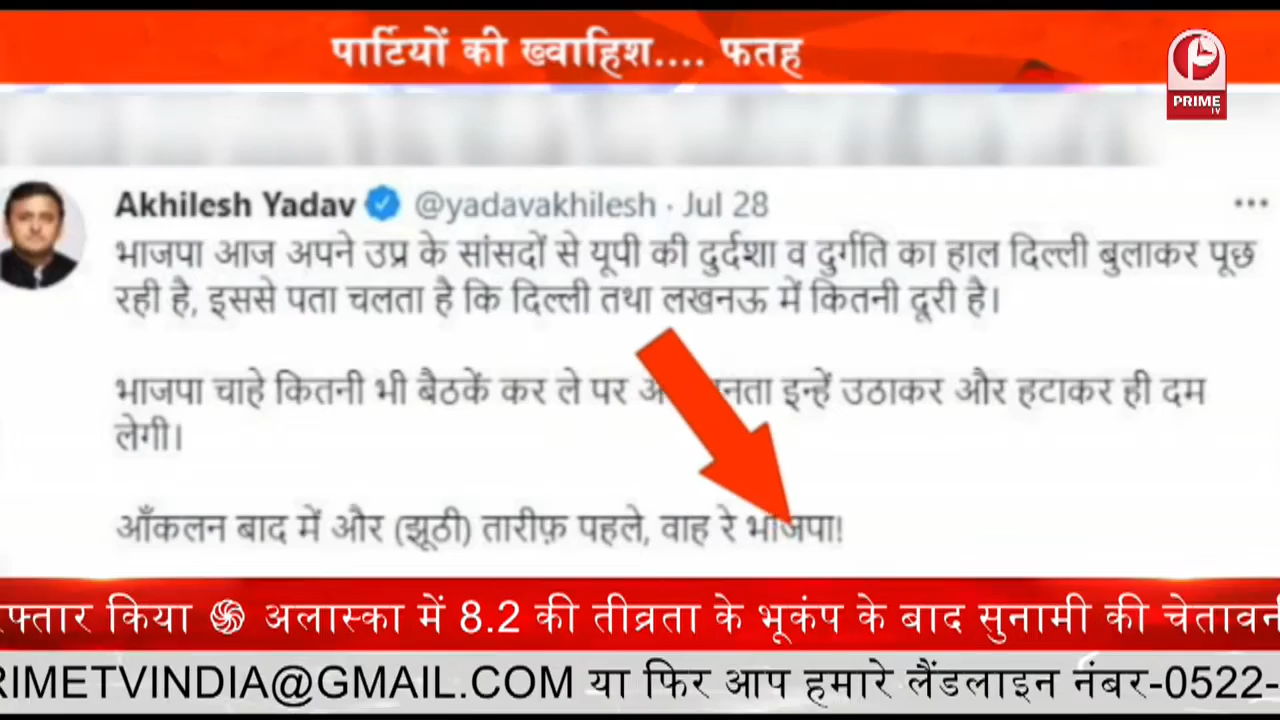 पार्टियों की ख्वाहिश.... फतह
PRIME
TV
Akhilesh Yadav @yadavakhilesh · Jul 28
भाजपा आज अपने उप्र के सांसदों से यूपी की दुर्दशा व दुर्गति का हाल दिल्ली बुलाकर पूछ
रही है, इससे पता चलता है कि दिल्ली तथा लखनऊ में कितनी दूरी है।
भाजपा चाहे कितनी भी बैठकें कर ले पर इन्हें उठाकर और हटाकर ही दम
लेगी।
आँकलन बाद में और (झूठी) तारीफ़ पहले, वाह रे भाजपा!
किया ֍ अलास्का में 8.2 की तीव्रता के भूकंप के बाद सुनामी की
RIMETVINDIA@GMAIL.COM या फिर आप हमारे लैंडलाइन नंबर-0522-